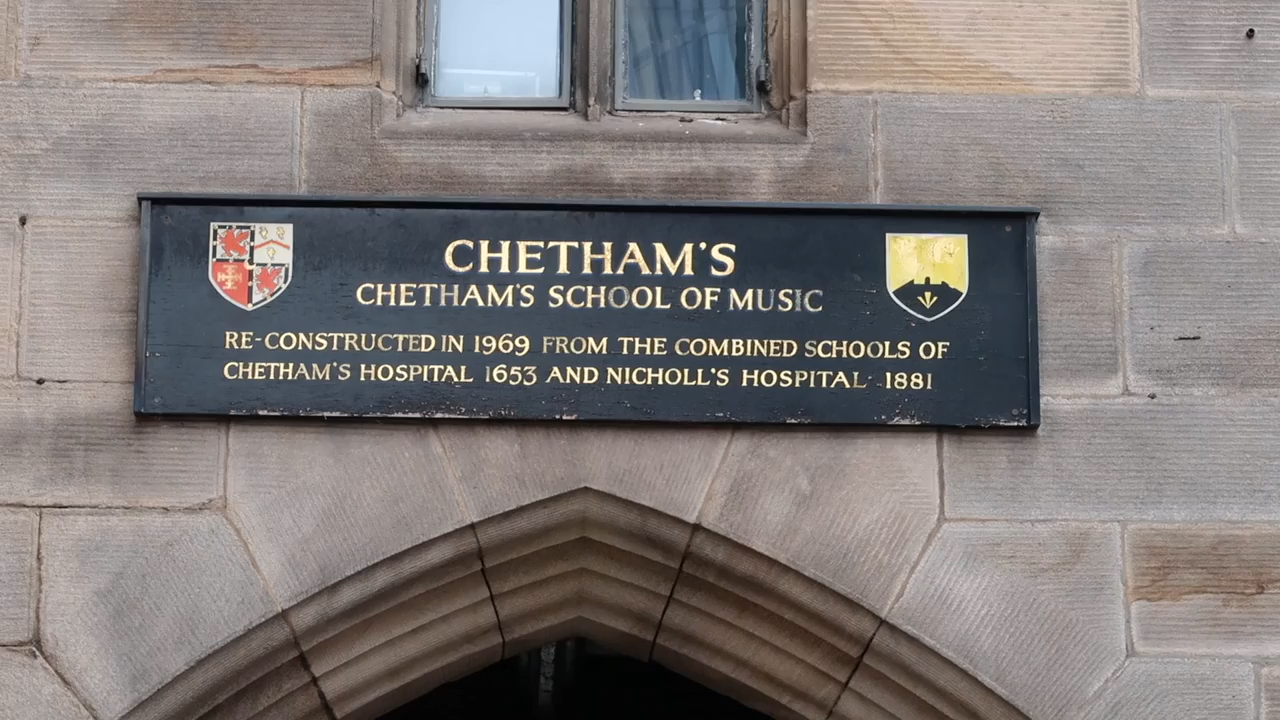 CHETHAM'S
CHETHAM'S SCHOOL OF MUSIC
RE-CONSTRUCTED IN 1969 FROM THE COMBINED SCHOOLS OF
CHETHAM'S HOSPITAL 1653 AND NICHOLL'S HOSPITAL 1881